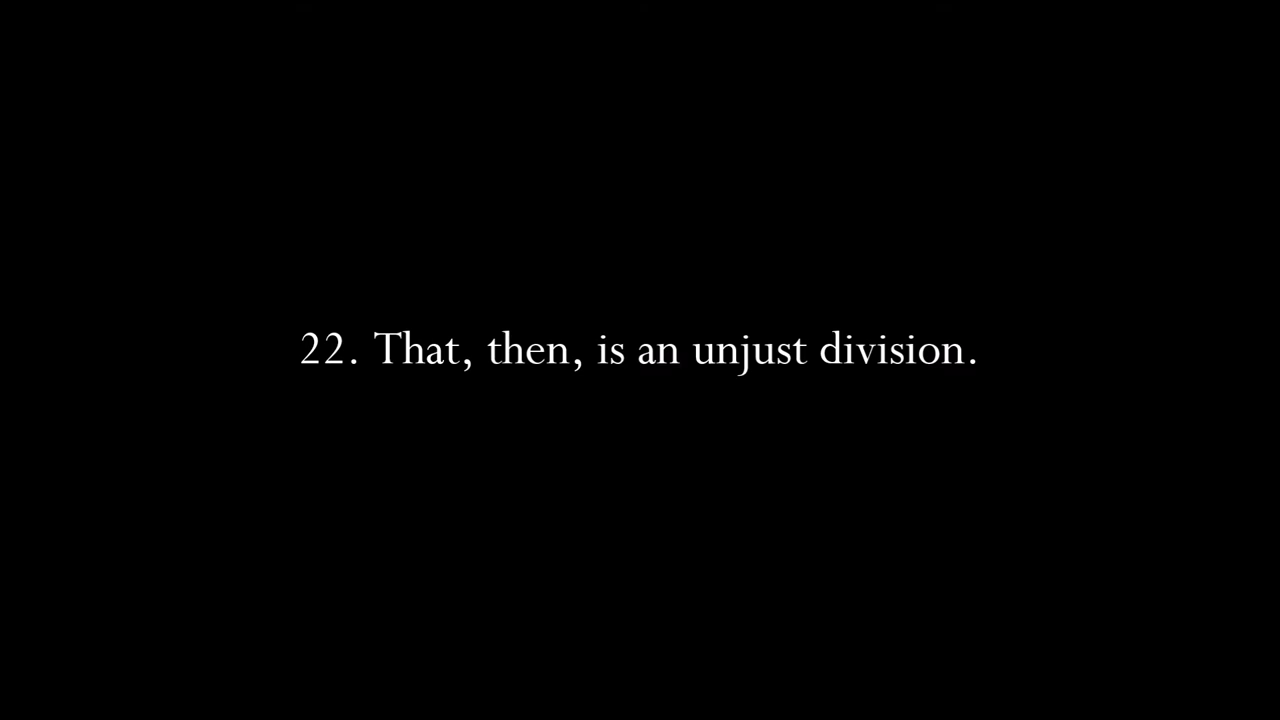 22. That, then, is an unjust division.